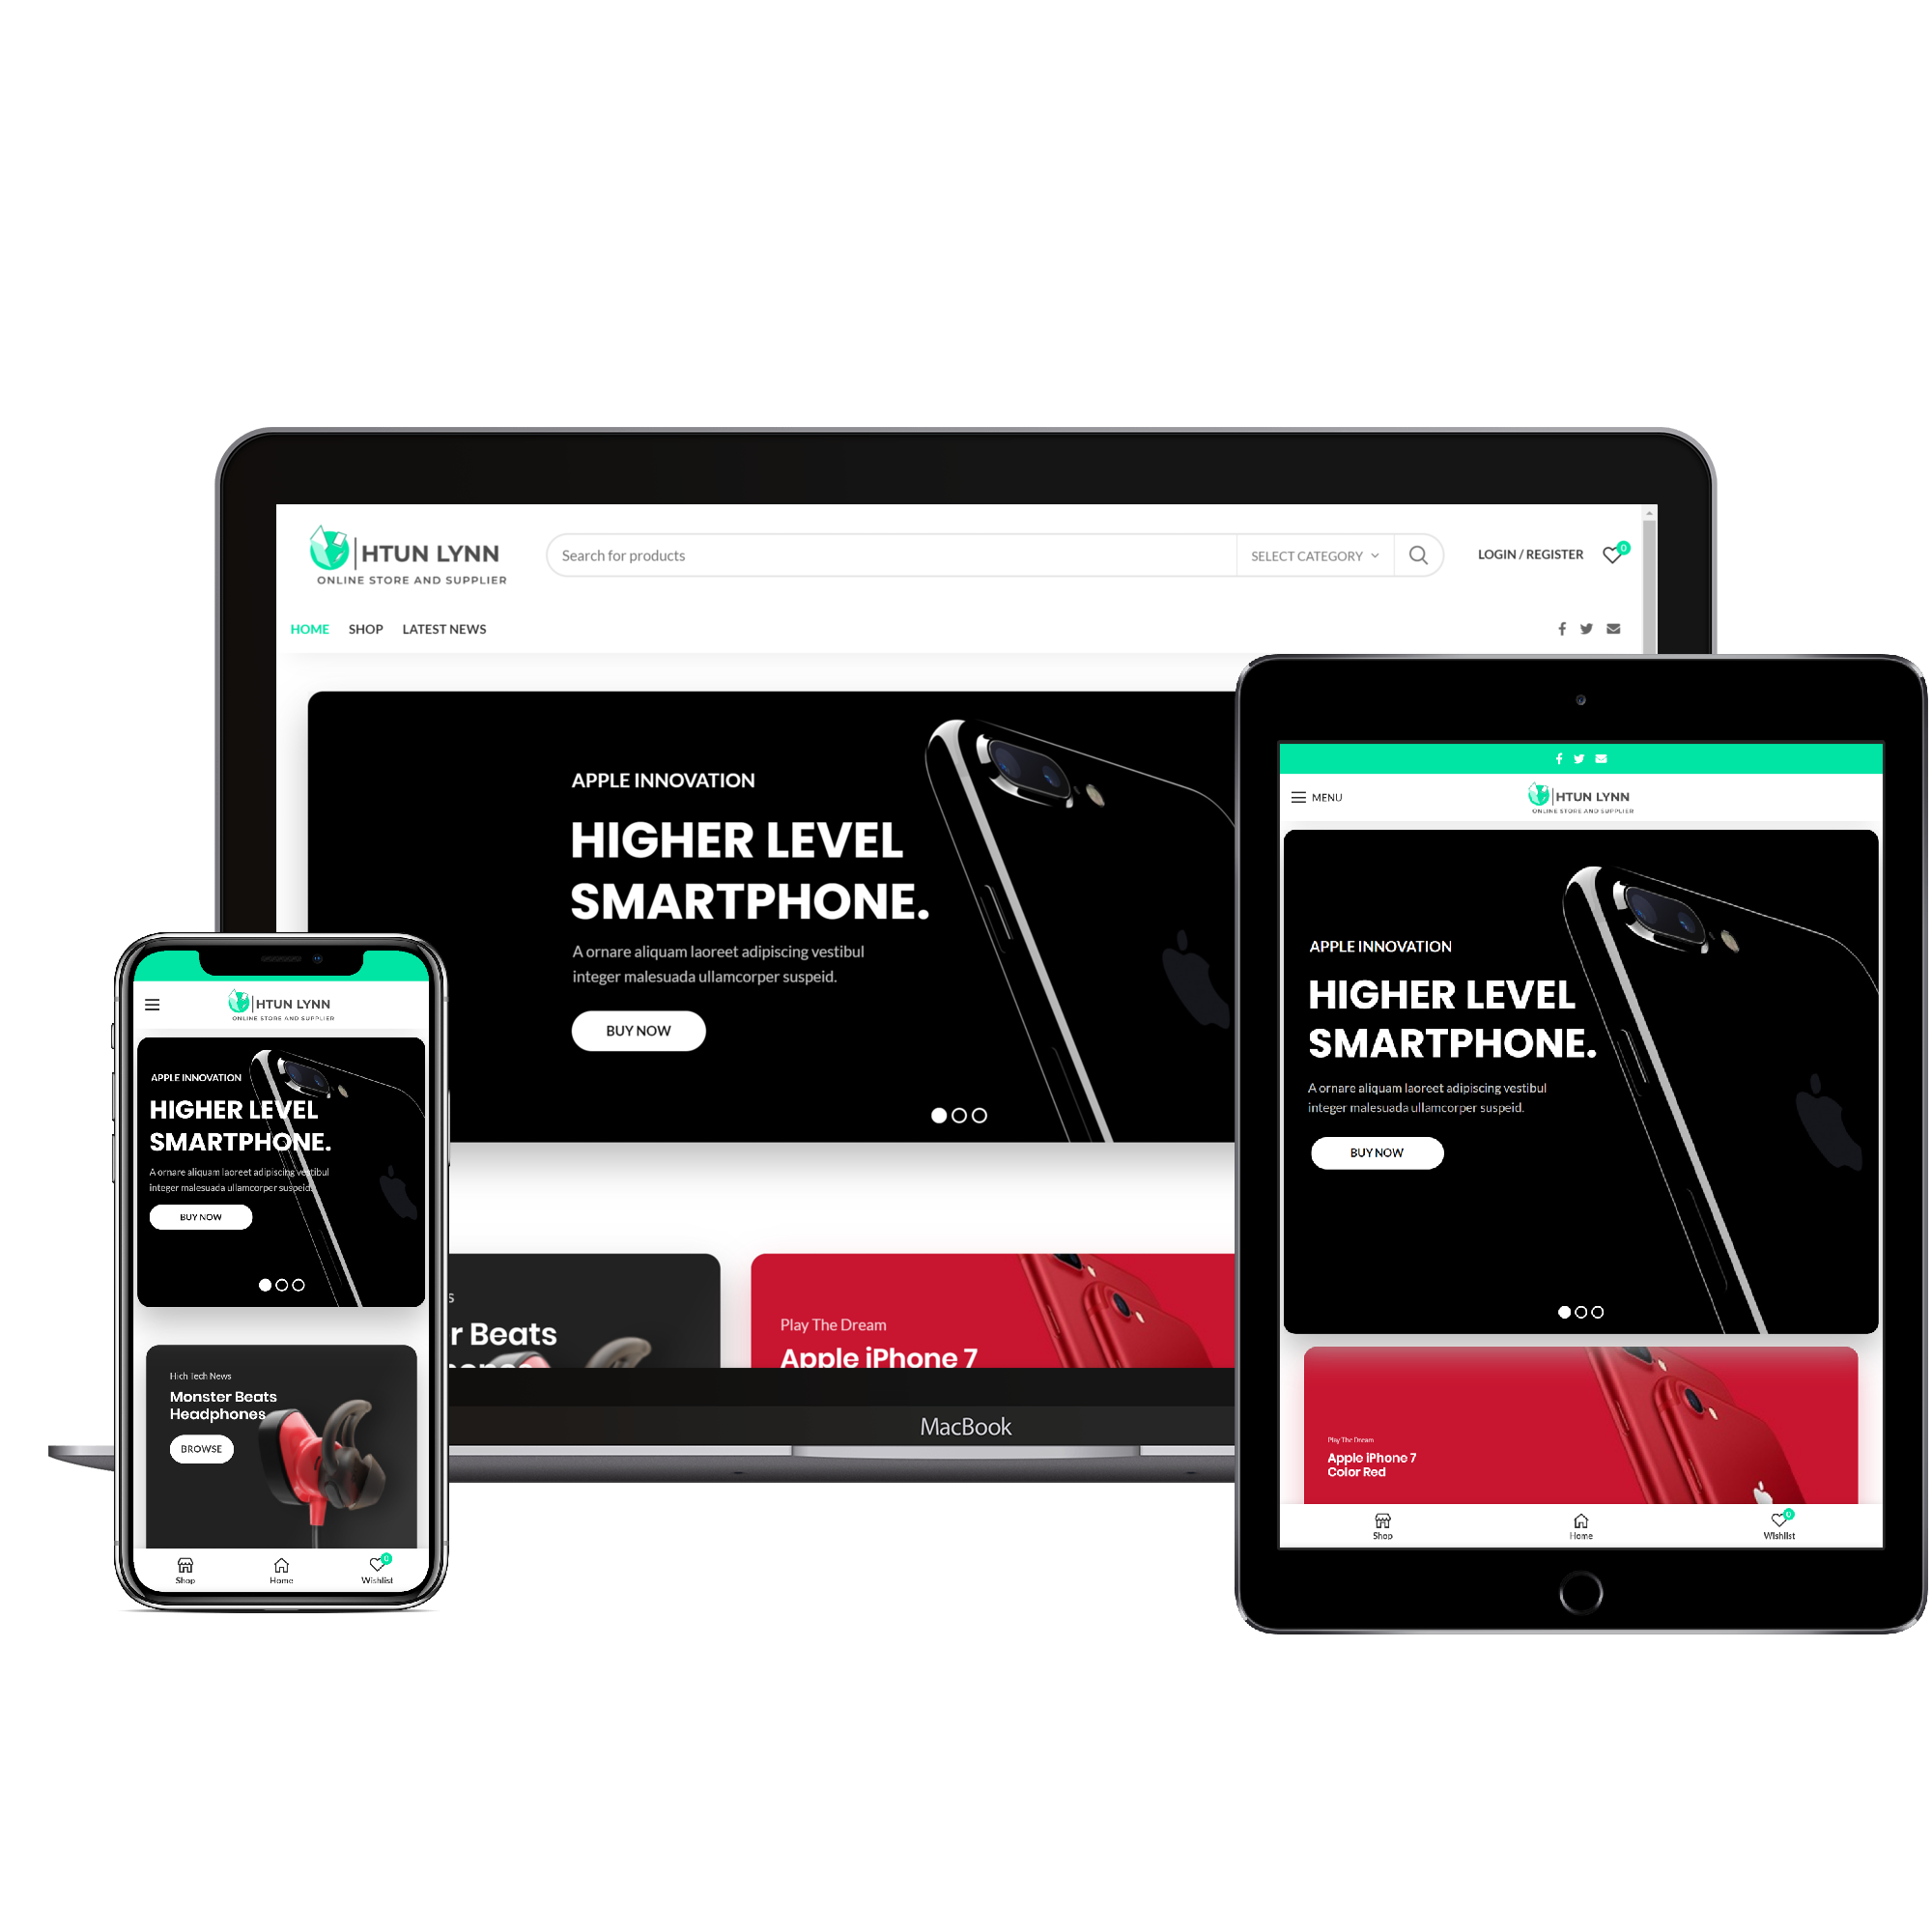 HTUN LYNN
ONLINE STORE AND SUPPLIER
Search for products
SELECT CATEGORY
LOGIN / REGISTER
0
HOME SHOP LATEST NEWS
APPLE INNOVATION
HIGHER LEVEL
SMARTPHONE.
A ornare aliquam laoreet adipiscing vestibul
integer malesuada ullamcorper suspeid.
BUY NOW
s
r Beats
Play The Dream
Apple iPhone 7
MacBook
HTUN LYNN
ONLINE STORE AND SUPPLIER
APPLE INNOVATION
HIGHER LEVEL
SMARTPHONE.
A ornare aliquam laoreet adipiscing vestibul
integer malesuada ullamcorper suspeid.
BUY NOW
Hich Tech News
Monster Beats
Headphones
BROWSE
0
Shop Home Wishlist
MENU
HTUN LYNN
ONLINE STORE AND SUPPLIER
APPLE INNOVATION
HIGHER LEVEL
SMARTPHONE.
A ornare aliquam laoreet adipiscing vestibul
integer malesuada ullamcorper suspeid.
BUY NOW
Play The Dream
Apple iPhone 7
Color Red
0
Shop Home Wishlist